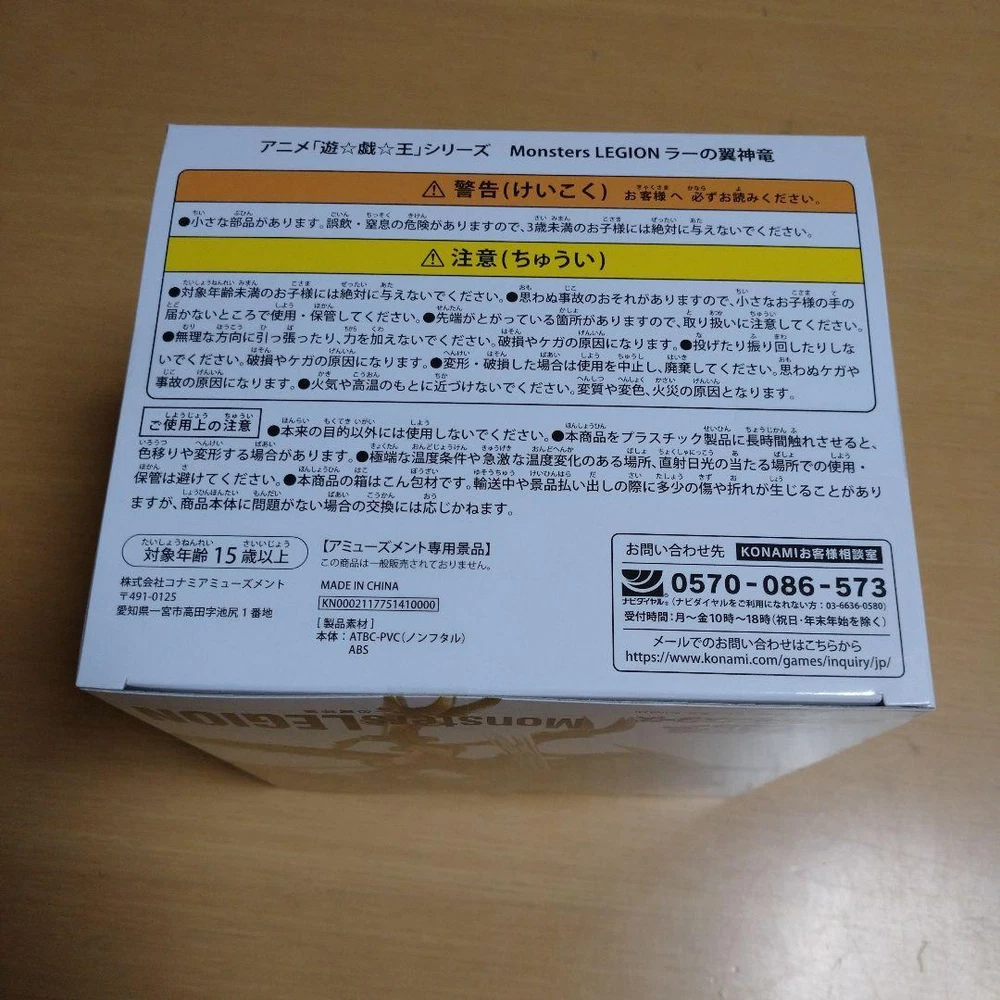 アニメ「遊☆戯☆王」シリーズ Monsters LEGION ラーの翼神竜
⚠ 警告(けいこく) お客様へ 必ずお読みください。
●小さな部品があります。誤飲・窒息の危険がありますので、3歳未満のお子様には絶対に与えないでください。
⚠ 注意(ちゅうい)
●対象年齢未満のお子様には絶対に与えないでください。●思わぬ事故のおそれがありますので、小さなお子様の手の
届かないところで使用・保管してください。●先端がとがっている箇所がありますので、取り扱いに注意してください。
●無理な方向に引っ張ったり、力を加えないでください。破損やケガの原因になります。●投げたり振り回したりしな
いでください。破損やケガの原因になります。●変形・破損した場合は使用を中止し、廃棄してください。思わぬケガや
事故の原因になります。●火気や高温のもとに近づけないでください。変質や変色、火災の原因となります。
ご使用上の注意 ●本来の目的以外には使用しないでください。●本商品をプラスチック製品に長時間触れさせると、
色移りや変形する場合があります。●極端な温度条件や急激な温度変化のある場所、直射日光の当たる場所での使用・
保管は避けてください。●本商品の箱はこん包材です。輸送中や景品払い出しの際に多少の傷や折れが生じることがあり
ますが、商品本体に問題がない場合の交換には応じかねます。
対象年齢 15歳以上
株式会社コナミアミューズメント
〒491-0125
愛知県一宮市高田字池尻1番地
【アミューズメント専用景品】
この商品は一般販売されておりません。
MADE IN CHINA
KN0002117751410000
[製品素材]
本体：ATBC-PVC(ノンフタル)
ABS
お問い合わせ先 KONAMIお客様相談室
ナビダイヤル® 0570-086-573
(ナビダイヤルをご利用になれない方：03-6636-0580)
受付時間：月〜金10時〜18時(祝日・年末年始を除く)
メールでのお問い合わせはこちらから
https://www.konami.com/games/inquiry/jp/
Monsters LEGION